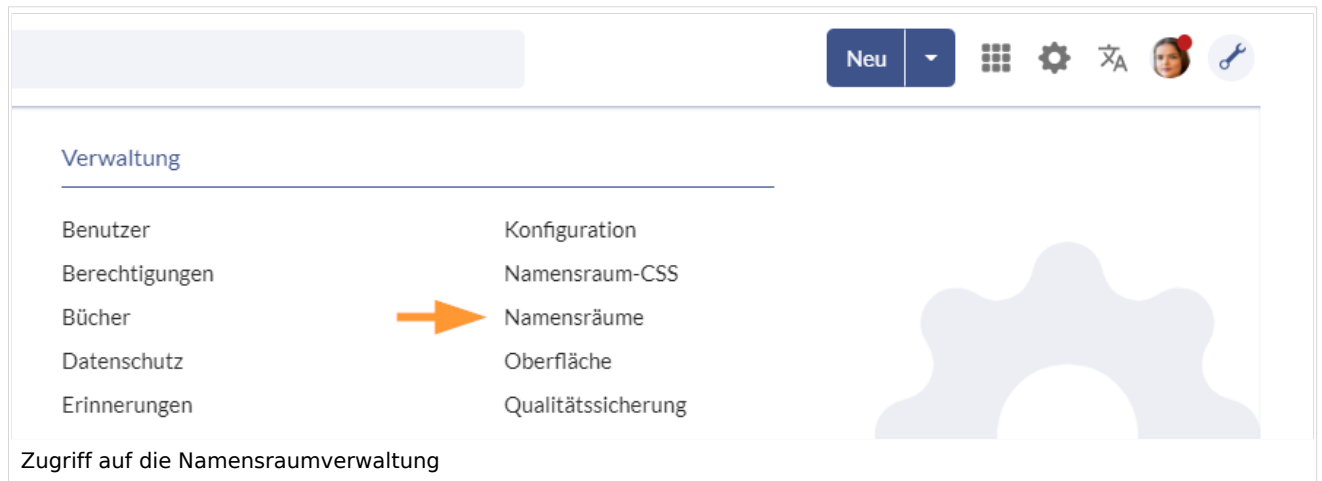 Neu
Verwaltung
Benutzer
Berechtigungen
Bücher
Datenschutz
Erinnerungen
Konfiguration
Namensraum-CSS
Namensräume
Oberfläche
Qualitätssicherung
Zugriff auf die Namensraumverwaltung